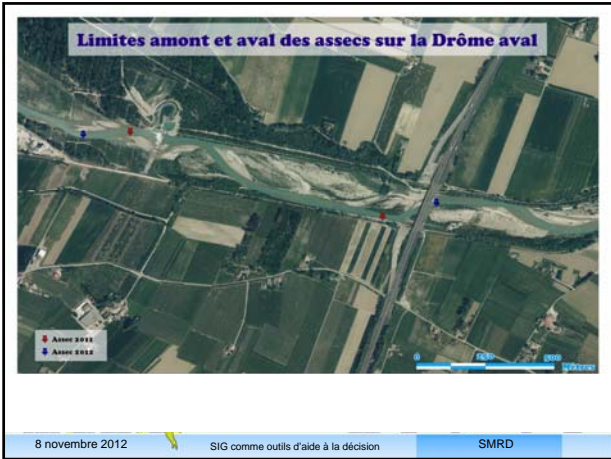 Limites amont et aval des assecs sur la Drôme aval
Assec 2011
Assec 2012
0 250 500
Mètres
8 novembre 2012
SIG comme outils d'aide à la décision
SMRD